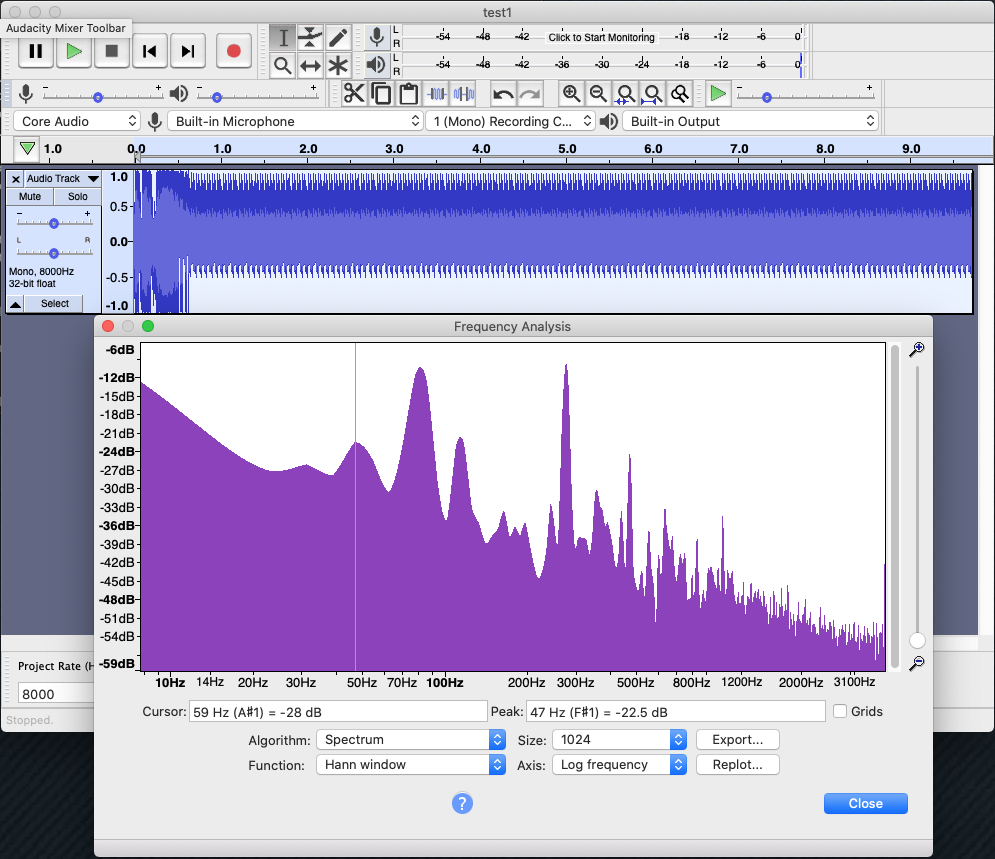 test1
Audacity Mixer Toolbar
L
R
-54 -48 -42 Click to Start Monitoring -18 -12 -6 0
L
R
-54 -48 -42 -36 -30 -24 -18 -12 -6 0
- +
- +
- +
Core Audio Built-in Microphone 1 (Mono) Recording C... Built-in Output
1.0 0.0 1.0 2.0 3.0 4.0 5.0 6.0 7.0 8.0 9.0
× Audio Track
Mute Solo
- +
L R
Mono, 8000Hz
32-bit float
Select
1.0
0.5-
0.0-
-0.5-
-1.0
Frequency Analysis
-6dB
-12dB
-15dB
-18dB
-21dB
-24dB
-27dB
-30dB
-33dB
-36dB
-39dB
-42dB
-45dB
-48dB
-51dB
-54dB
-59dB
10Hz 14Hz 20Hz 30Hz 50Hz 70Hz 100Hz 200Hz 300Hz 500Hz 800Hz 1200Hz 2000Hz 3100Hz
Project Rate (H
8000
Stopped.
Cursor: 59 Hz (A#1) = -28 dB Peak: 47 Hz (F#1) = -22.5 dB Grids
Algorithm: Spectrum Size: 1024 Export...
Function: Hann window Axis: Log frequency Replot...
? Close